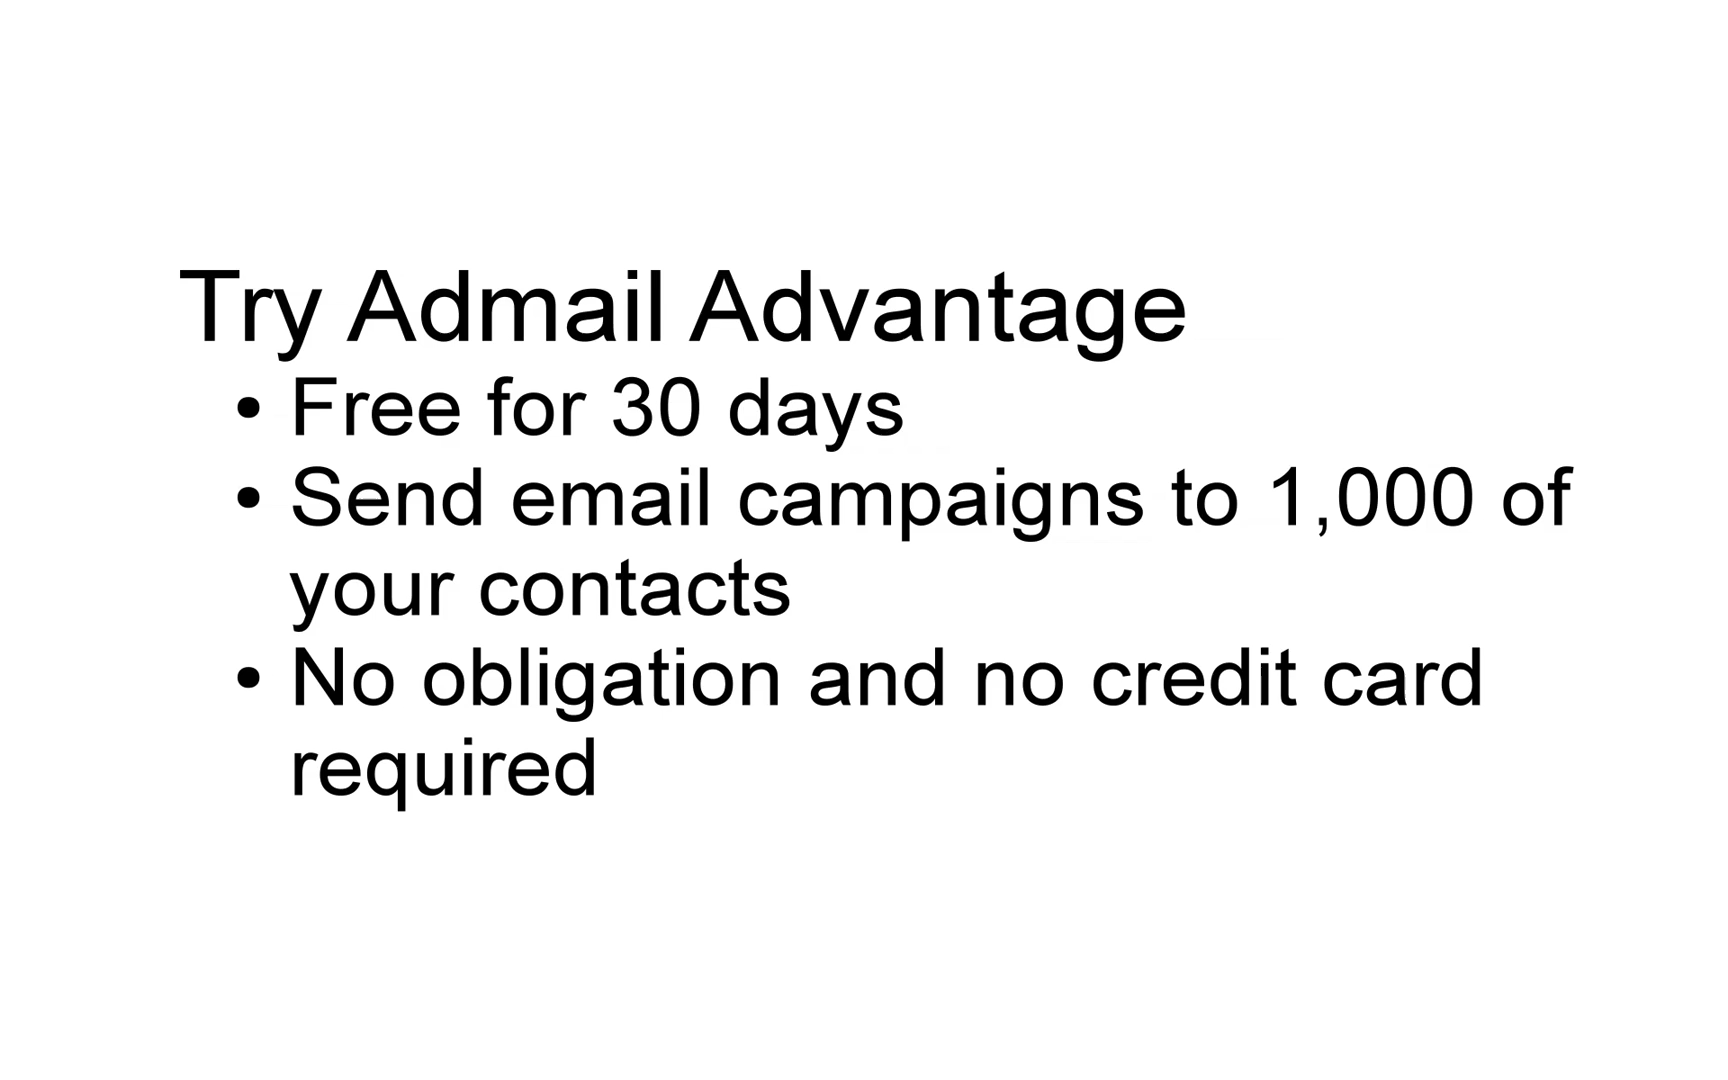 Try Admail Advantage
• Free for 30 days
• Send email campaigns to 1,000 of
your contacts
• No obligation and no credit card
required